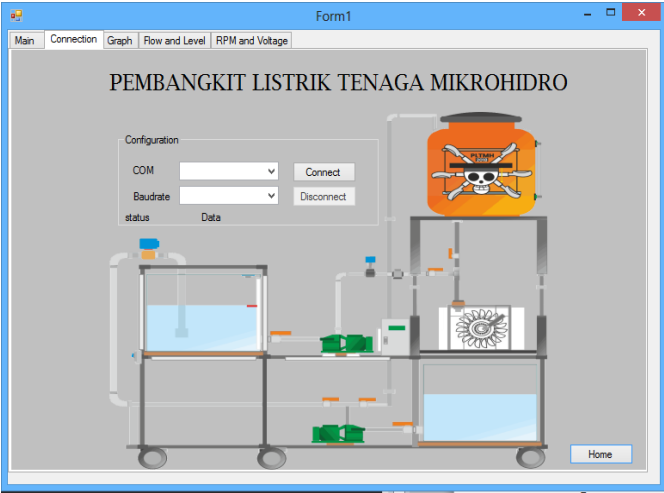 Form1
Main Connection Graph Flow and Level RPM and Voltage
PEMBANGKIT LISTRIK TENAGA MIKROHIDRO
Configuration
COM Connect
Baudrate Disconnect
status Data
PLTMH
Home